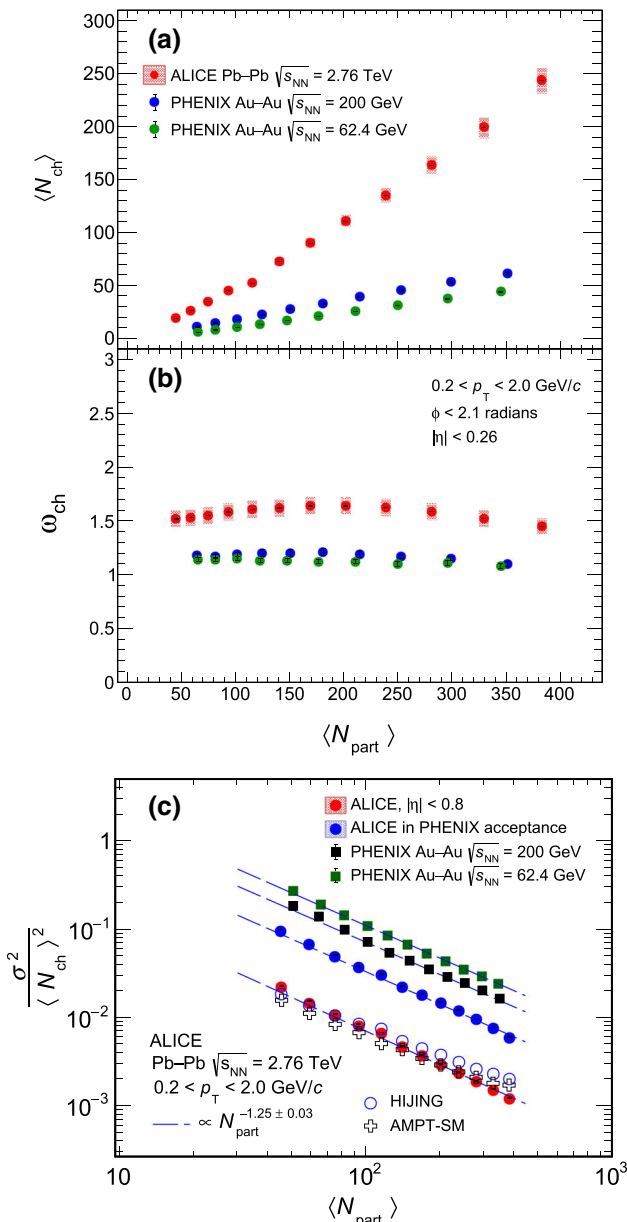 (a)
ALICE Pb–Pb √sNN = 2.76 TeV
PHENIX Au–Au √sNN = 200 GeV
PHENIX Au–Au √sNN = 62.4 GeV
300
250
200
150
100
50
0
⟨Nch⟩
(b)
0.2 < pT < 2.0 GeV/c
ϕ < 2.1 radians
|η| < 0.26
3
2.5
2
1.5
1
0.5
0
ωch
0 50 100 150 200 250 300 350 400
⟨Npart⟩
(c)
ALICE, |η| < 0.8
ALICE in PHENIX acceptance
PHENIX Au–Au √sNN = 200 GeV
PHENIX Au–Au √sNN = 62.4 GeV
1
10−1
10−2
10−3
σ2
⟨Nch⟩2
ALICE
Pb–Pb √sNN = 2.76 TeV
0.2 < pT < 2.0 GeV/c
∝ Npart−1.25 ± 0.03
HIJING
AMPT-SM
10 102 103
⟨Npart⟩